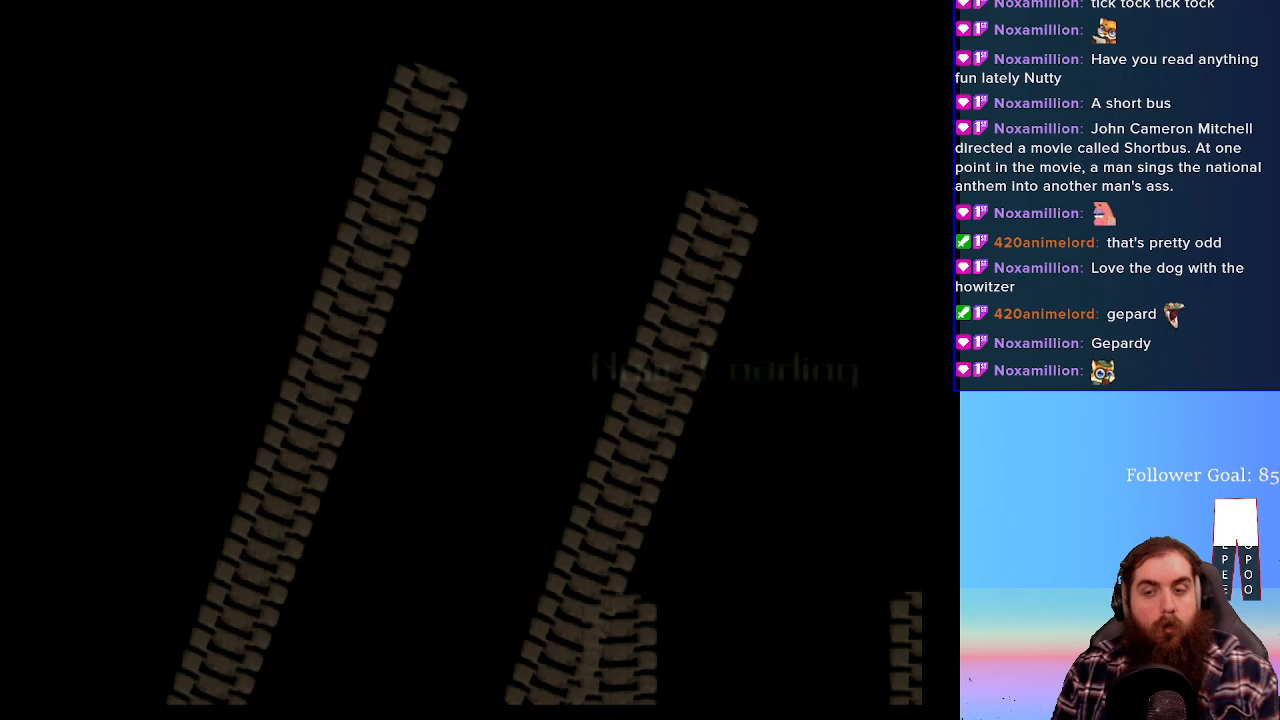 Noxamillion: tick tock tick tock
Noxamillion:
Noxamillion: Have you read anything
fun lately Nutty
Noxamillion: A short bus
Noxamillion: John Cameron Mitchell
directed a movie called Shortbus. At one
point in the movie, a man sings the national
anthem into another man's ass.
Noxamillion:
420animelord: that's pretty odd
Noxamillion: Love the dog with the
howitzer
420animelord: gepard
Noxamillion: Gepardy
Noxamillion:
Now Loading
Follower Goal: 85
P P
E O
E O